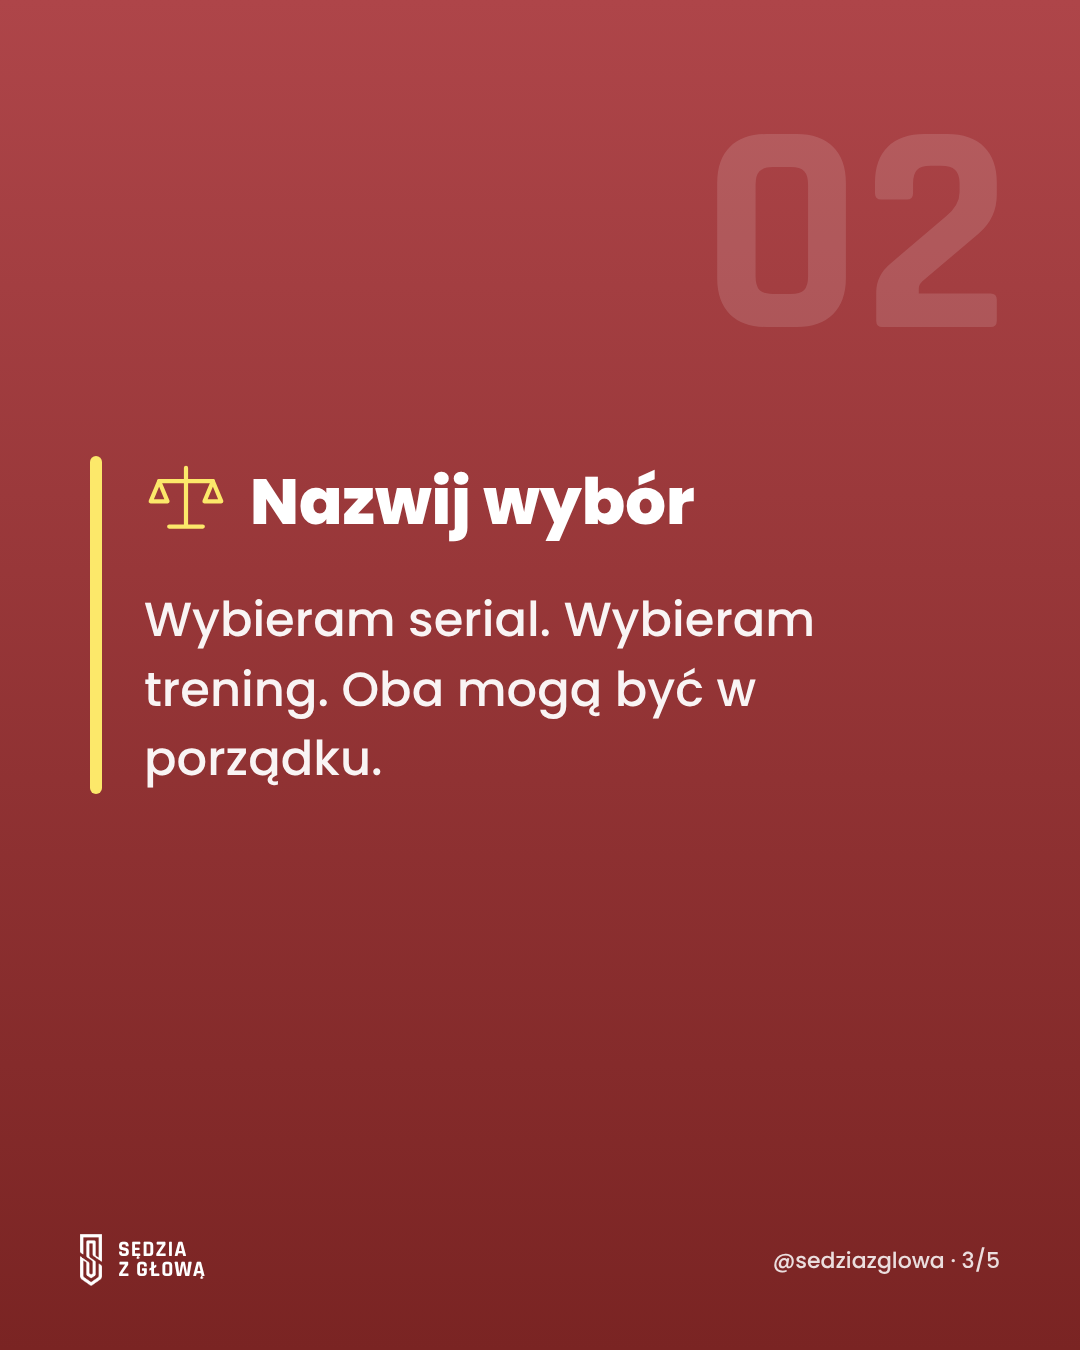 02
Nazwij wybór
Wybieram serial. Wybieram
trening. Oba mogą być w
porządku.
SĘDZIA
Z GŁOWĄ
@sedziazglowa · 3/5